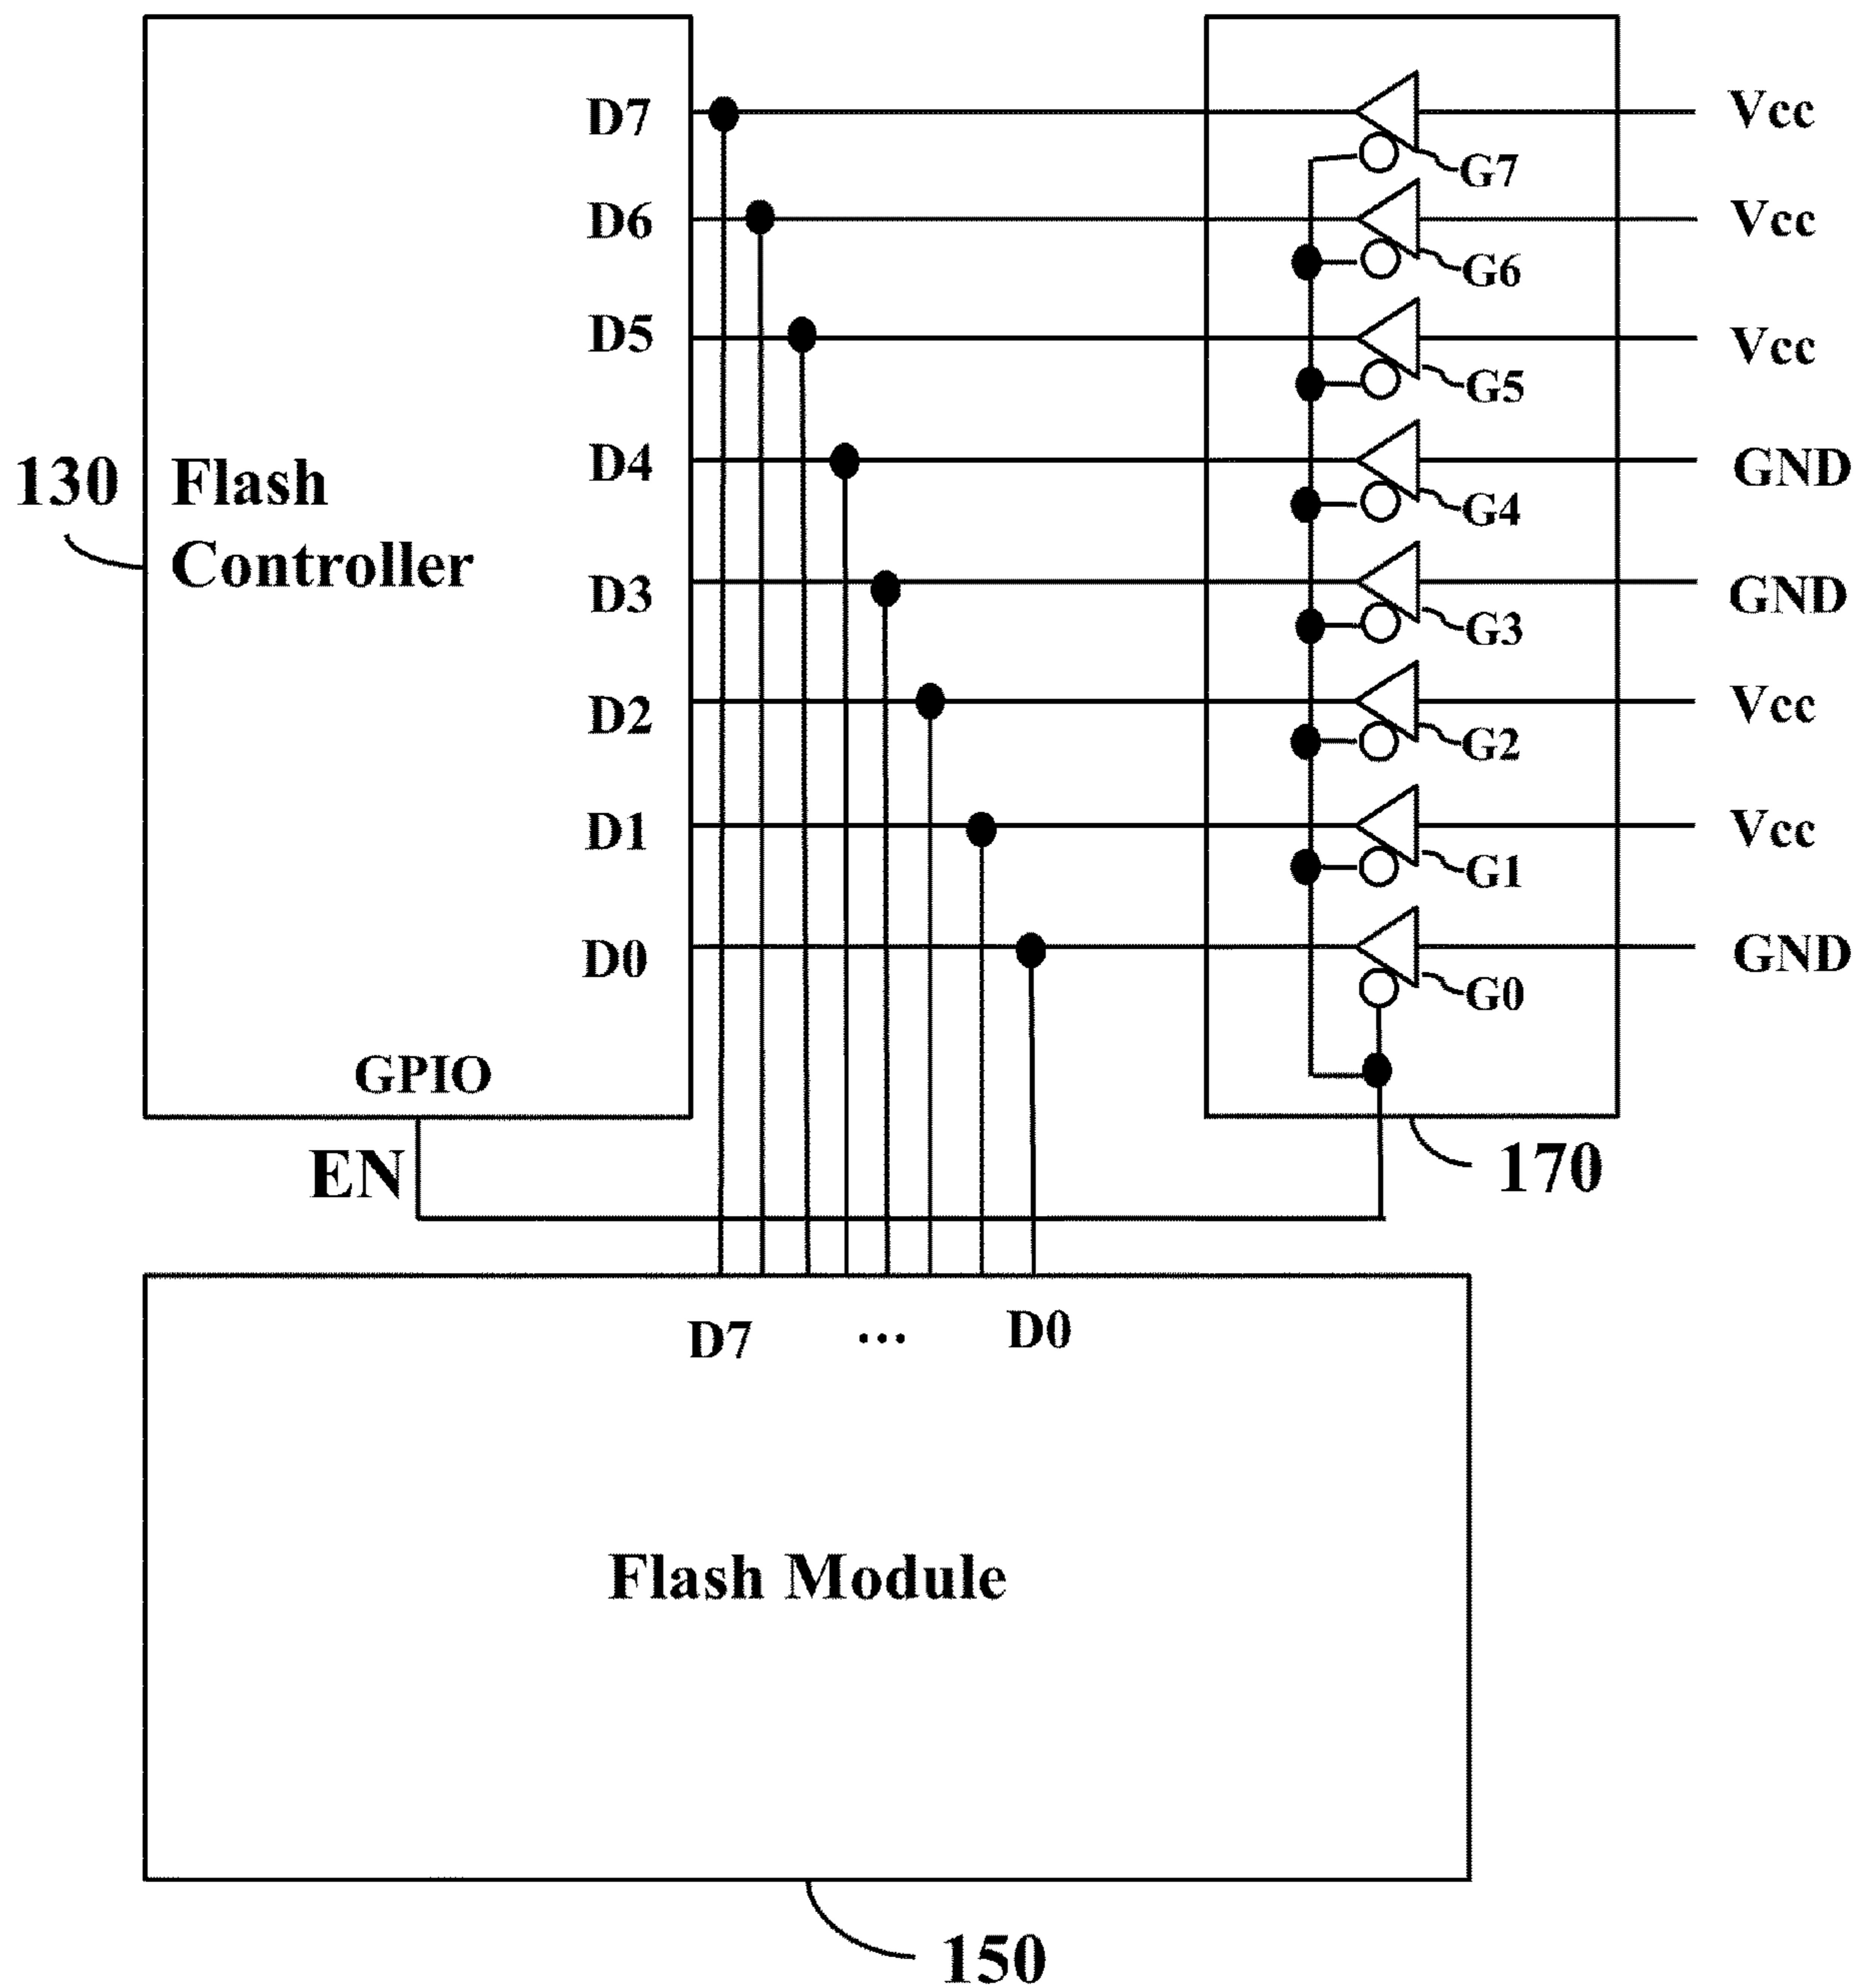 D7
Vcc
G7
D6
Vcc
G6
D5
Vcc
G5
130
Flash
Controller
D4
GND
G4
D3
GND
G3
D2
Vcc
G2
D1
Vcc
G1
D0
GND
G0
GPIO
EN
170
D7
...
D0
Flash Module
150